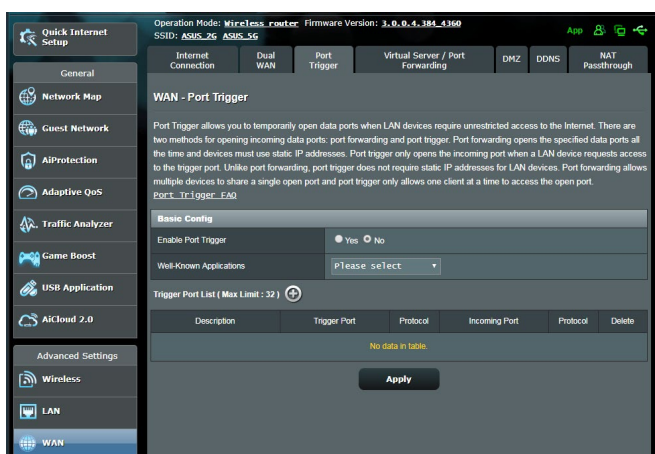 Quick Internet
Setup
Operation Mode: Wireless router Firmware Version: 3.0.0.4.384_4360
SSID: ASUS_2G ASUS_5G
App
Internet
Connection
Dual
WAN
Port
Trigger
Virtual Server / Port
Forwarding
DMZ
DDNS
NAT
Passthrough
General
Network Map
Guest Network
AiProtection
Adaptive QoS
Traffic Analyzer
Game Boost
USB Application
AiCloud 2.0
Advanced Settings
Wireless
LAN
WAN
WAN - Port Trigger
Port Trigger allows you to temporarily open data ports when LAN devices require unrestricted access to the Internet. There are
two methods for opening incoming data ports: port forwarding and port trigger. Port forwarding opens the specified data ports all
the time and devices must use static IP addresses. Port trigger only opens the incoming port when a LAN device requests access
to the trigger port. Unlike port forwarding, port trigger does not require static IP addresses for LAN devices. Port forwarding allows
multiple devices to share a single open port and port trigger only allows one client at a time to access the open port.
Port Trigger FAQ
Basic Config
Enable Port Trigger Yes No
Well-Known Applications Please select
Trigger Port List ( Max Limit : 32 )
Description Trigger Port Protocol Incoming Port Protocol Delete
No data in table.
Apply